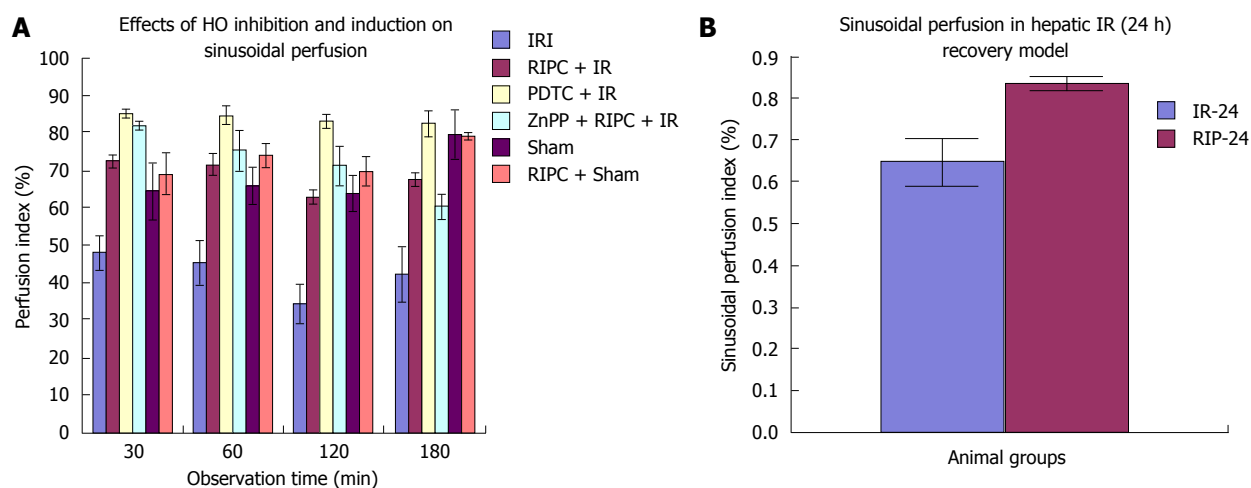 A
Effects of HO inhibition and induction on
sinusoidal perfusion
Perfusion index (%)
100
90
80
70
60
50
40
30
20
10
0
30
60
120
180
Observation time (min)
IRI
RIPC + IR
PDTC + IR
ZnPP + RIPC + IR
Sham
RIPC + Sham
B
Sinusoidal perfusion in hepatic IR (24 h)
recovery model
Sinusoidal perfusion index (%)
0.9
0.8
0.7
0.6
0.5
0.4
0.3
0.2
0.1
0.0
Animal groups
IR-24
RIP-24